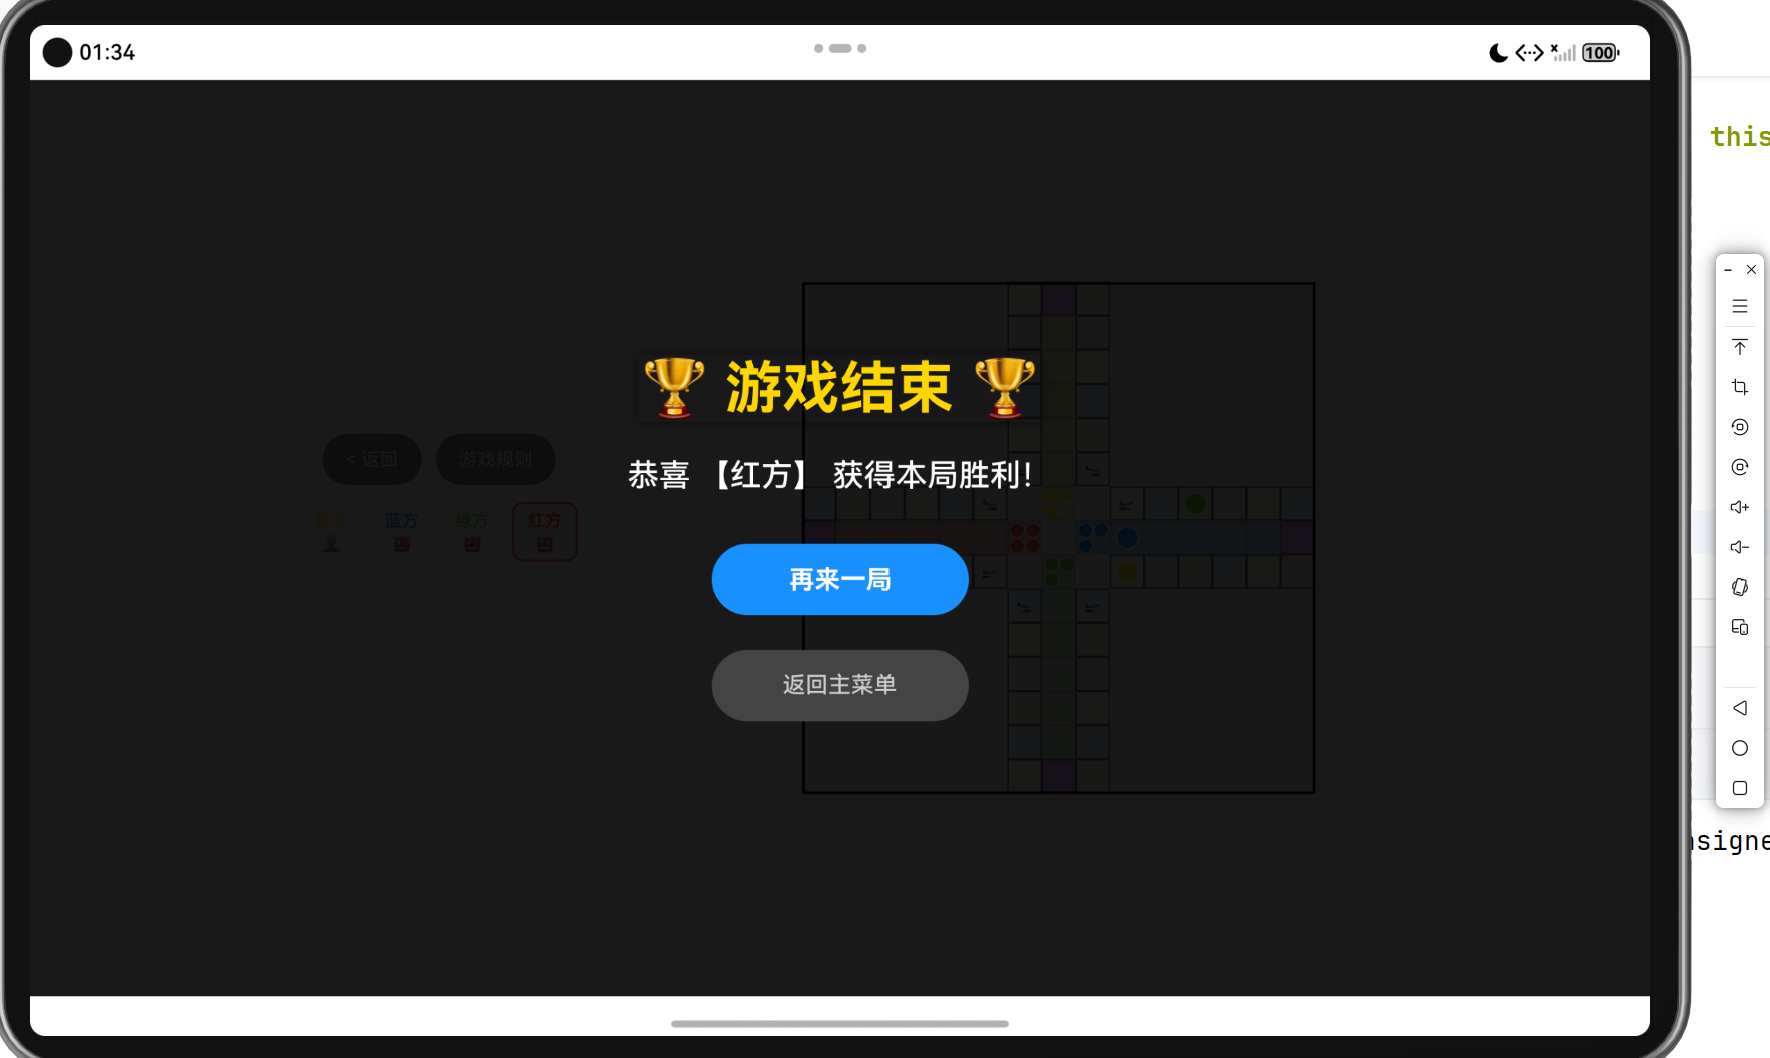 01:34
100
this
🏆 游戏结束 🏆
恭喜 【红方】 获得本局胜利!
< 返回 游戏规则
黄方 蓝方 绿方 红方
再来一局
返回主菜单
signe